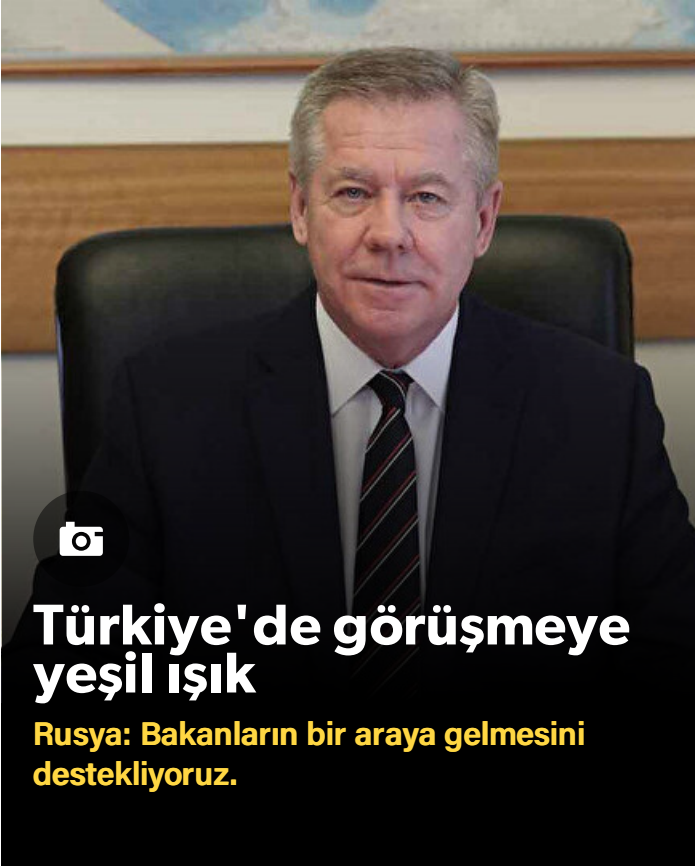 Türkiye'de görüşmeye
yeşil ışık
Rusya: Bakanların bir araya gelmesini
destekliyoruz.